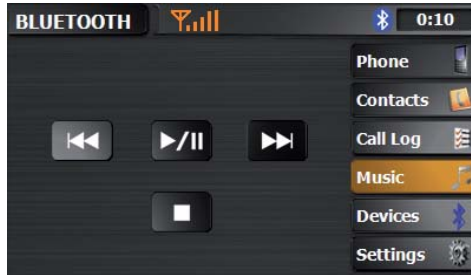 BLUETOOTH 0:10
Phone
Contacts
Call Log
Music
Devices
Settings